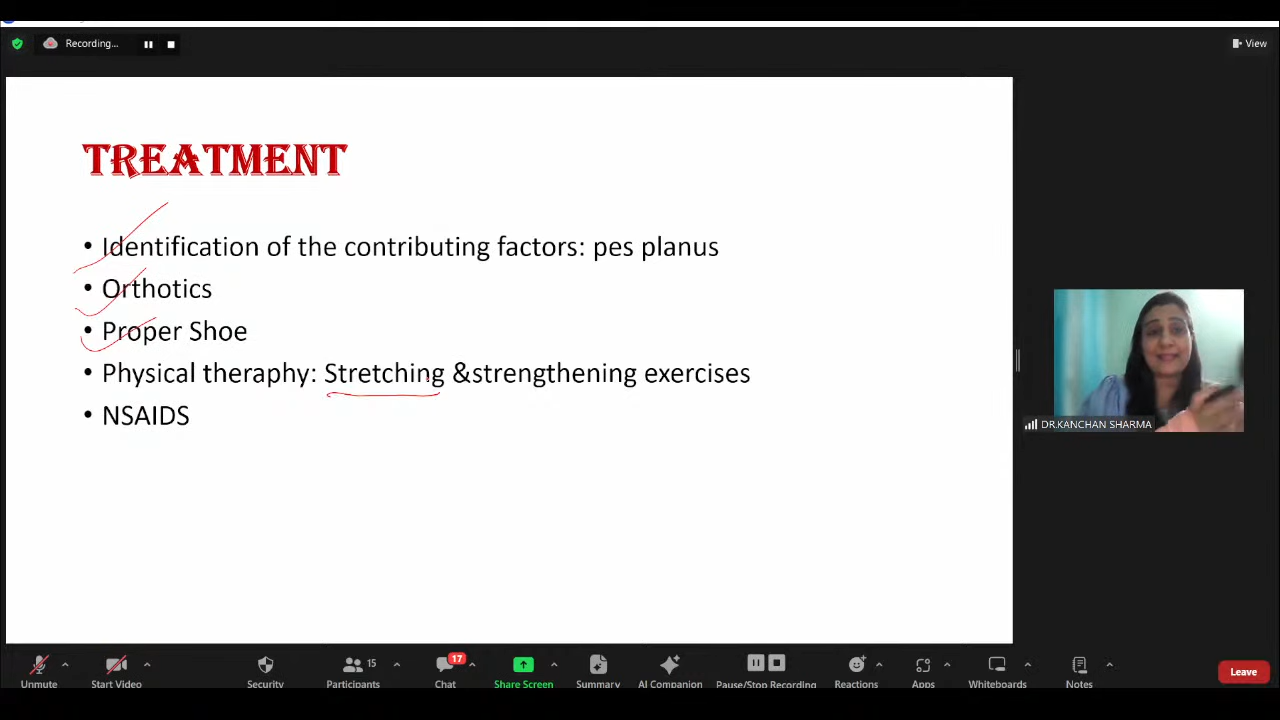 Recording...
View
TREATMENT
• Identification of the contributing factors: pes planus
• Orthotics
• Proper Shoe
• Physical theraphy: Stretching &strengthening exercises
• NSAIDS
DR.KANCHAN SHARMA
15
17
Unmute
Start Video
Security
Participants
Chat
Share Screen
Summary
AI Companion
Pause/Stop Recording
Reactions
Apps
Whiteboards
Notes
Leave